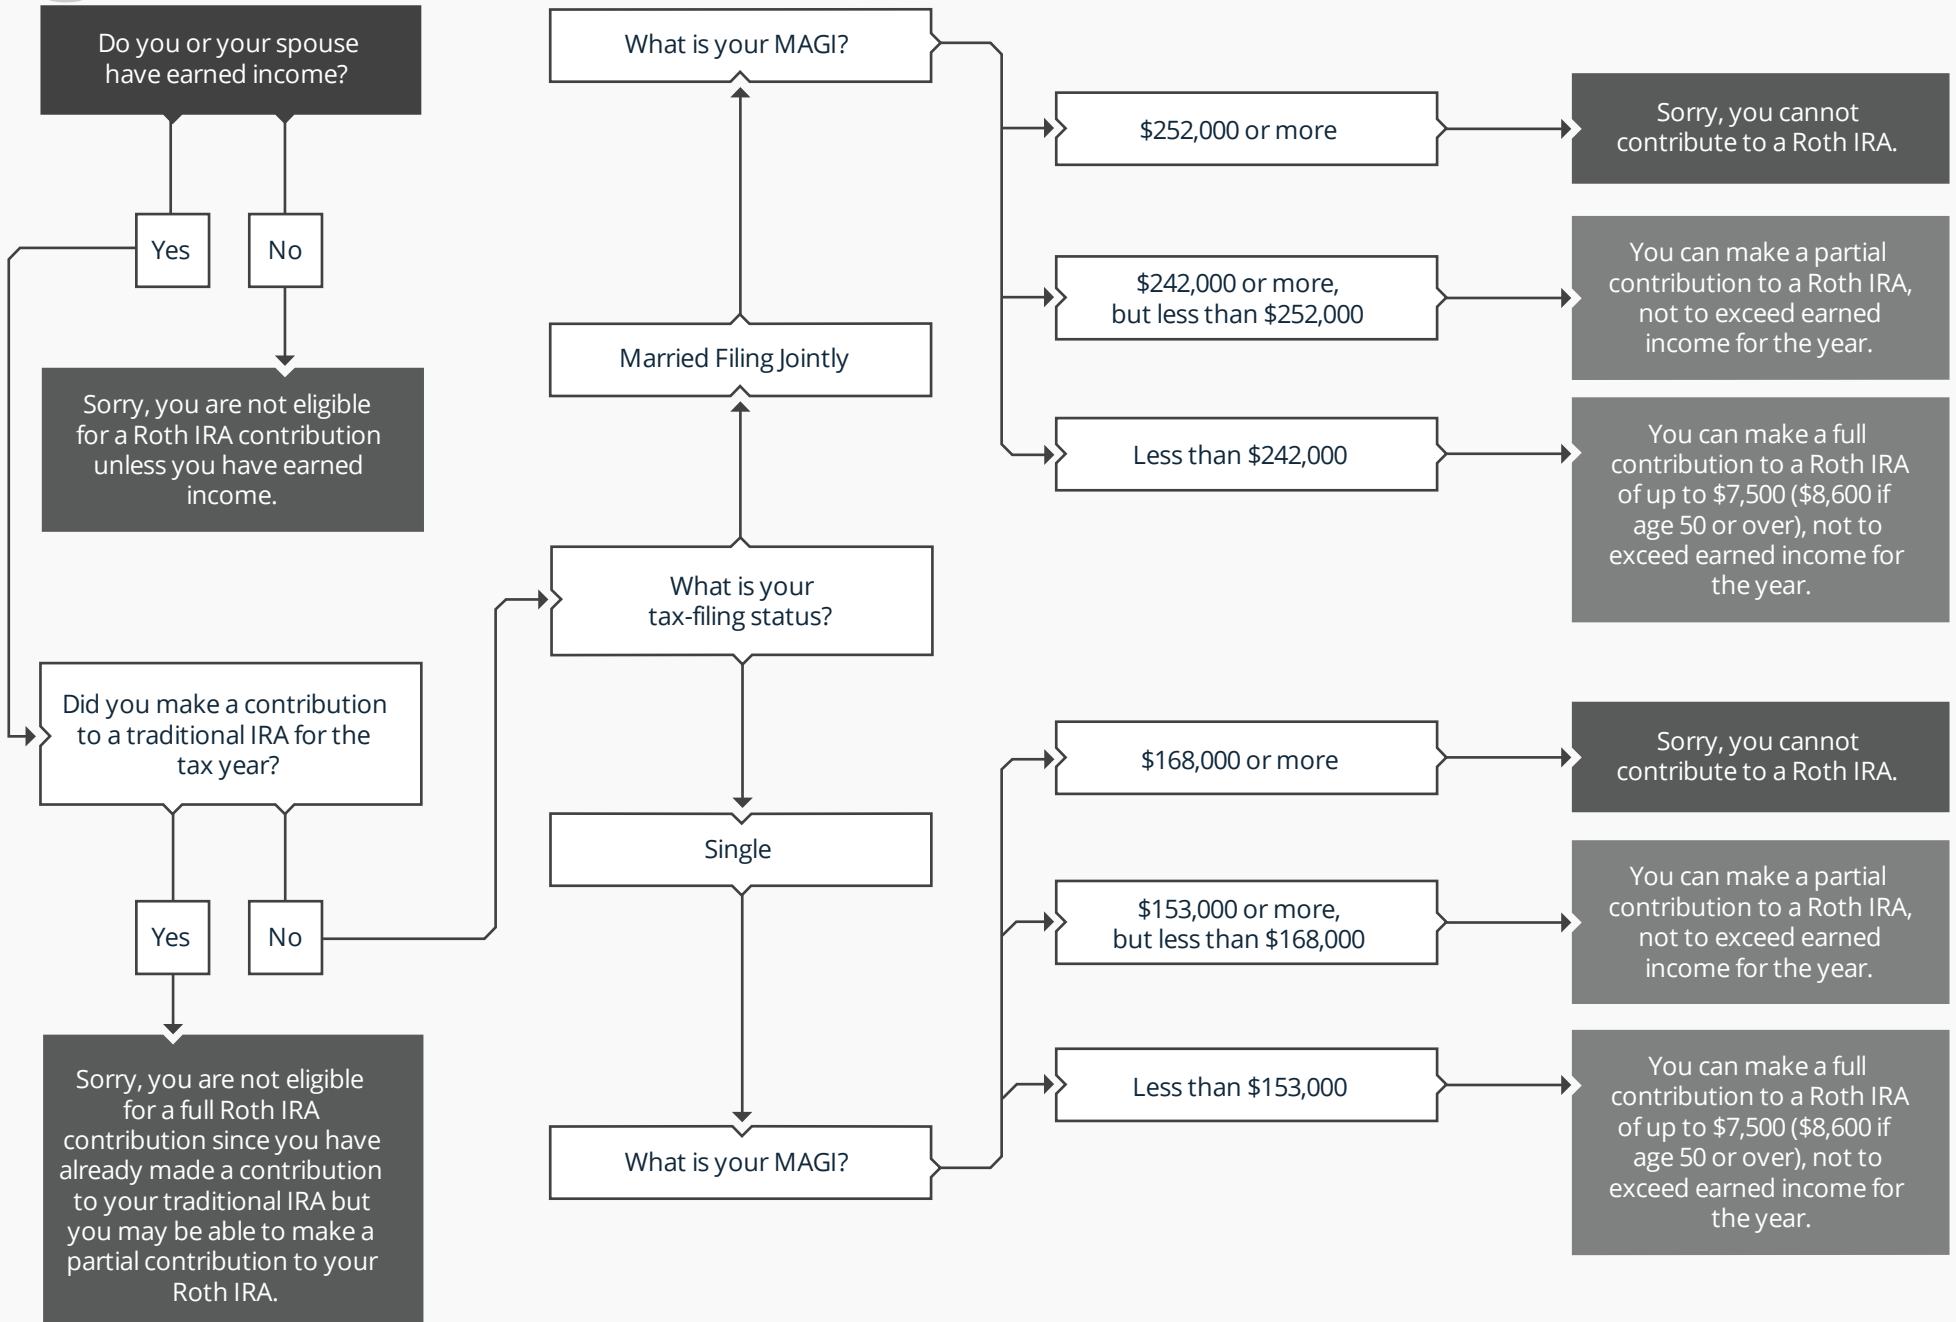 Do you or your spouse
have earned income?
Yes
No
Sorry, you are not eligible
for a Roth IRA contribution
unless you have earned
income.
Did you make a contribution
to a traditional IRA for the
tax year?
Yes
No
Sorry, you are not eligible
for a full Roth IRA
contribution since you have
already made a contribution
to your traditional IRA but
you may be able to make a
partial contribution to your
Roth IRA.
What is your MAGI?
Married Filing Jointly
What is your
tax-filing status?
Single
What is your MAGI?
$252,000 or more
$242,000 or more,
but less than $252,000
Less than $242,000
$168,000 or more
$153,000 or more,
but less than $168,000
Less than $153,000
Sorry, you cannot
contribute to a Roth IRA.
You can make a partial
contribution to a Roth IRA,
not to exceed earned
income for the year.
You can make a full
contribution to a Roth IRA
of up to $7,500 ($8,600 if
age 50 or over), not to
exceed earned income for
the year.
Sorry, you cannot
contribute to a Roth IRA.
You can make a partial
contribution to a Roth IRA,
not to exceed earned
income for the year.
You can make a full
contribution to a Roth IRA
of up to $7,500 ($8,600 if
age 50 or over), not to
exceed earned income for
the year.